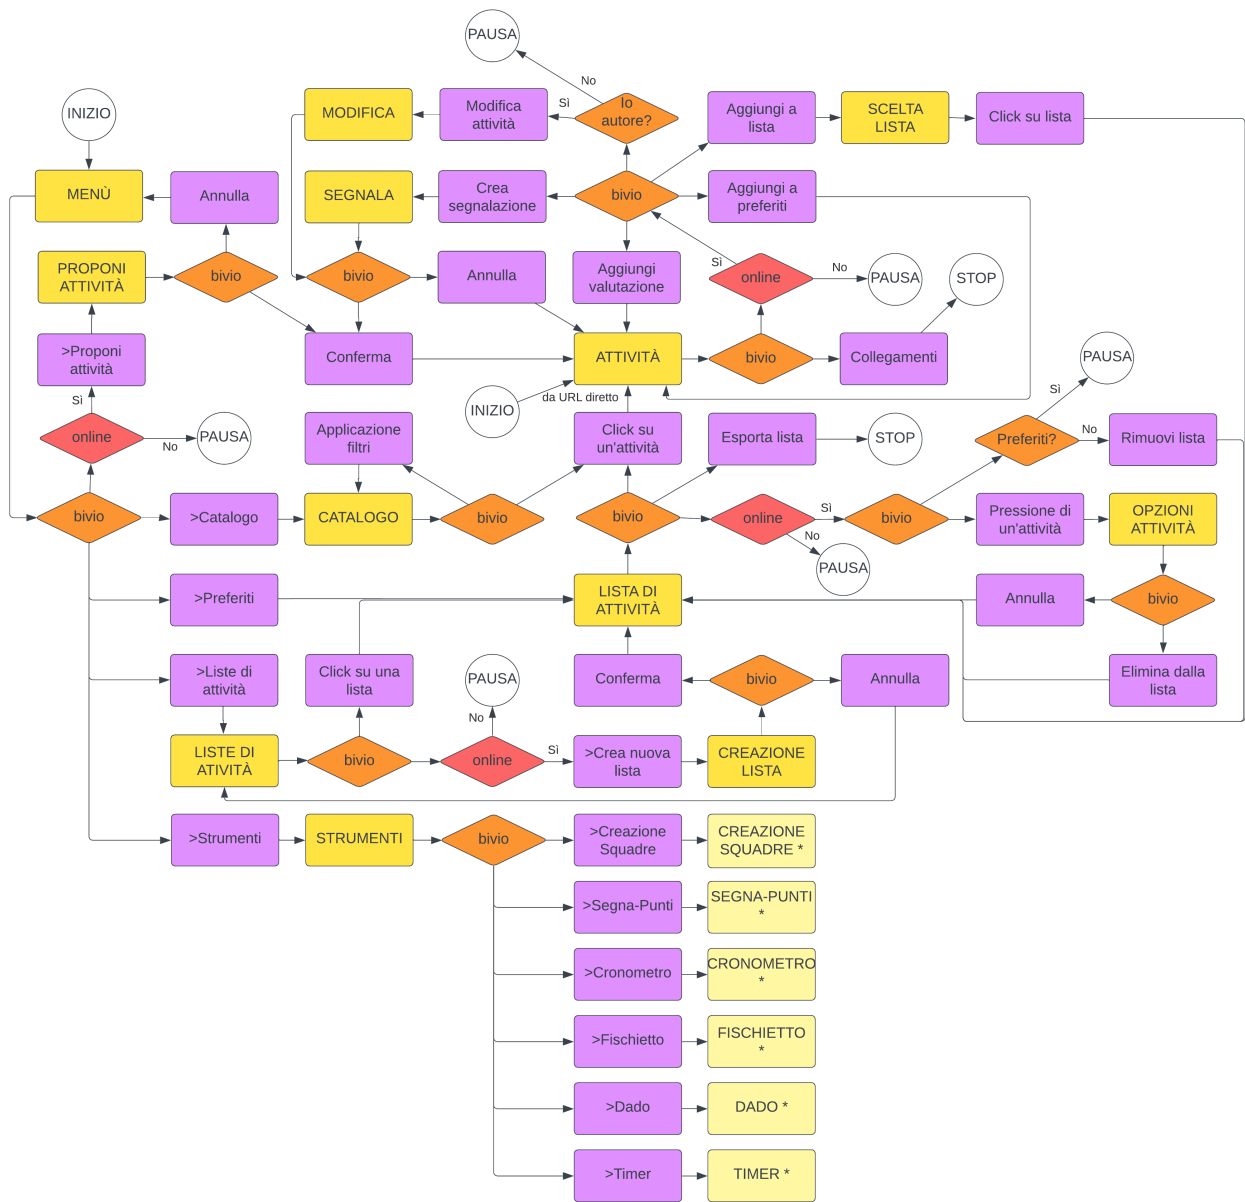 PAUSA
INIZIO
MODIFICA
Modifica
attività
Sì
No
Io
autore?
Aggiungi a
lista
SCELTA
LISTA
Click su lista
MENÙ
Annulla
SEGNALA
Crea
segnalazione
bivio
Aggiungi a
preferiti
PROPONI
ATTIVITÀ
bivio
bivio
Annulla
Aggiungi
valutazione
Sì
online
No
PAUSA
STOP
>Proponi
attività
Conferma
ATTIVITÀ
bivio
Collegamenti
PAUSA
Sì
INIZIO
da URL diretto
Sì
online
No
PAUSA
Applicazione
filtri
Click su
un'attività
Esporta lista
STOP
Preferiti?
No
Rimuovi lista
bivio
>Catalogo
CATALOGO
bivio
bivio
online
Sì
No
PAUSA
bivio
Pressione di
un'attività
OPZIONI
ATTIVITÀ
>Preferiti
LISTA DI
ATTIVITÀ
Annulla
bivio
>Liste di
attività
Click su una
lista
PAUSA
No
Conferma
bivio
Annulla
Elimina dalla
lista
LISTE DI
ATIVITÀ
bivio
online
Sì
>Crea nuova
lista
CREAZIONE
LISTA
>Strumenti
STRUMENTI
bivio
>Creazione
Squadre
CREAZIONE
SQUADRE *
>Segna-Punti
SEGNA-PUNTI
*
>Cronometro
CRONOMETRO
*
>Fischietto
FISCHIETTO
*
>Dado
DADO *
>Timer
TIMER *